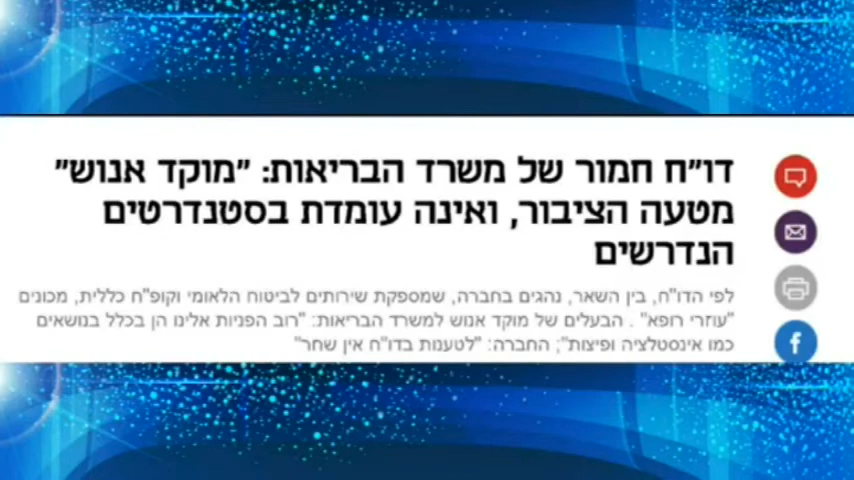 דו"ח חמור של משרד הבריאות: "מוקד אנוש"
מטעה הציבור, ואינה עומדת בסטנדרטים
הנדרשים
לפי הדו"ח, בין השאר, נהגים בחברה, שמספקת שירותים לביטוח הלאומי וקופ"ח כללית, מכונים
"עוזרי רופא" . הבעלים של מוקד אנוש למשרד הבריאות: "רוב הפניות אלינו הן בכלל בנושאים
כמו אינסטלציה ופיצות"; החברה: "לטענות בדו"ח אין שחר"